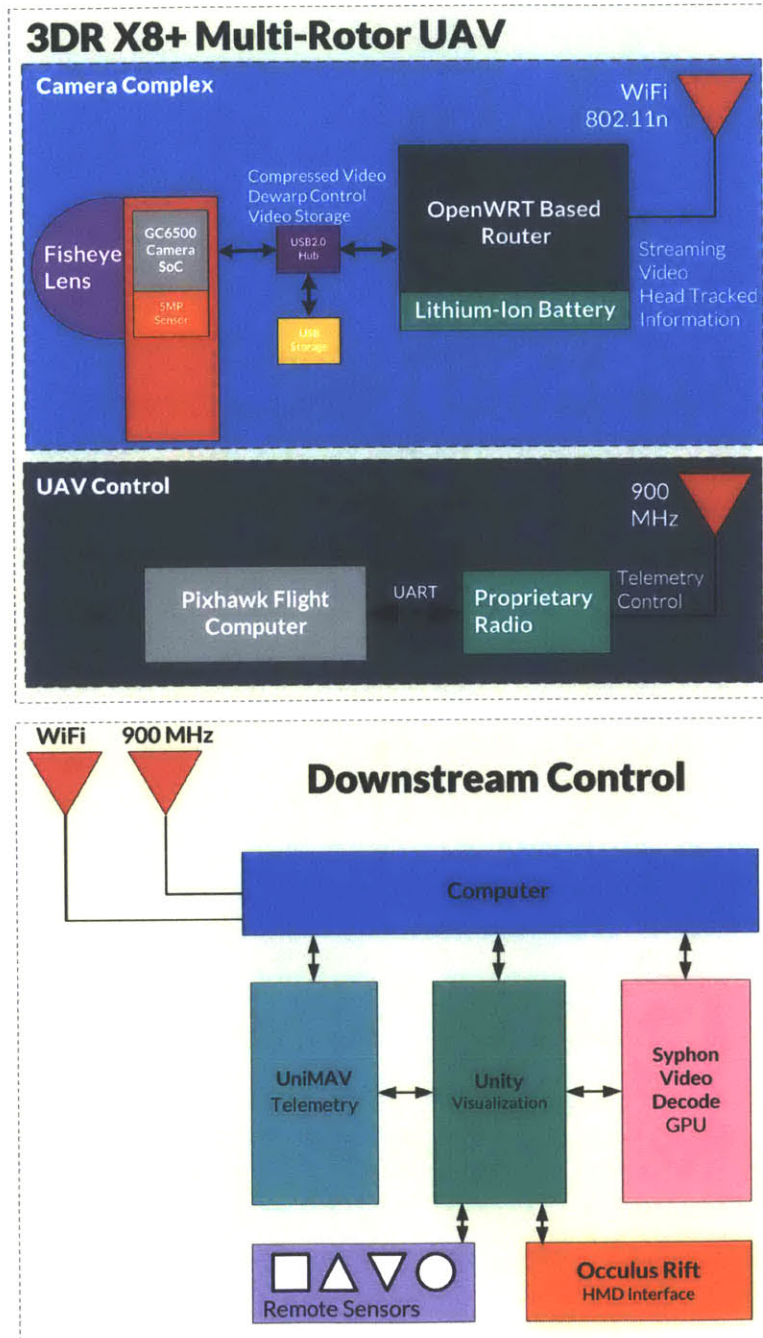 3DR X8+ Multi-Rotor UAV
Camera Complex
WiFi
802.11n
Compressed Video
Dewarp Control
Video Storage
Fisheye
Lens
GC6500
Camera
SoC
5MP
Sensor
USB2.0
Hub
USB
Storage
OpenWRT Based
Router
Lithium-Ion Battery
Streaming
Video
Head Tracked
Information
UAV Control
900
MHz
Pixhawk Flight
Computer
UART
Proprietary
Radio
Telemetry
Control
WiFi
900 MHz
Downstream Control
Computer
UniMAV
Telemetry
Unity
Visualization
Syphon
Video
Decode
GPU
Remote Sensors
Occulus Rift
HMD Interface